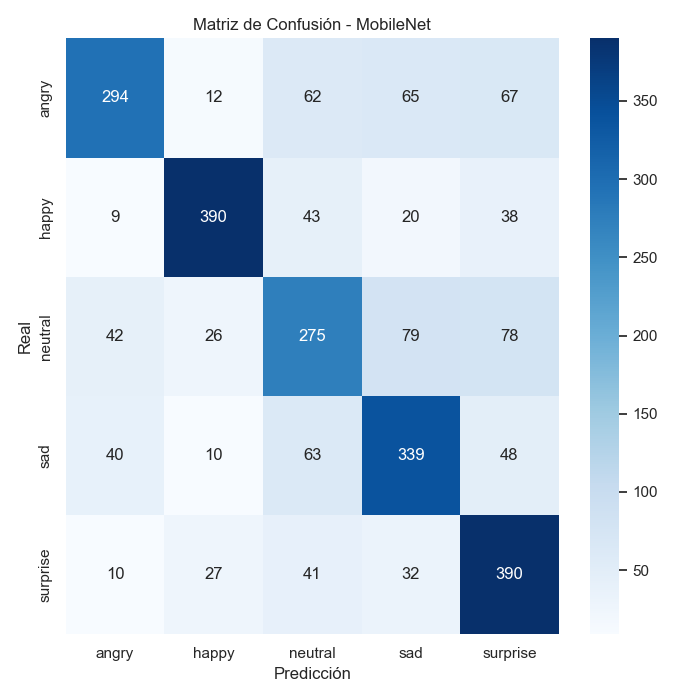 Matriz de Confusión - MobileNet
angry 294 12 62 65 67
happy 9 390 43 20 38
neutral 42 26 275 79 78
sad 40 10 63 339 48
surprise 10 27 41 32 390
Real
angry happy neutral sad surprise
Predicción
350
300
250
200
150
100
50